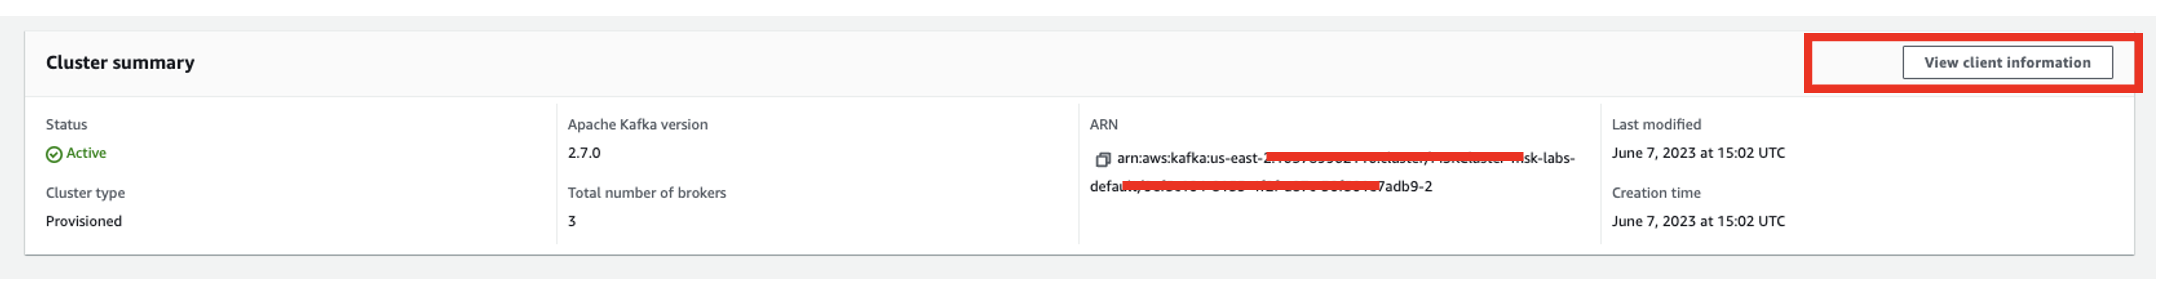 Cluster summary
View client information
Status
Active
Cluster type
Provisioned
Apache Kafka version
2.7.0
Total number of brokers
3
ARN
arn:aws:kafka:us-east- sk-labs-
defau 7adb9-2
Last modified
June 7, 2023 at 15:02 UTC
Creation time
June 7, 2023 at 15:02 UTC